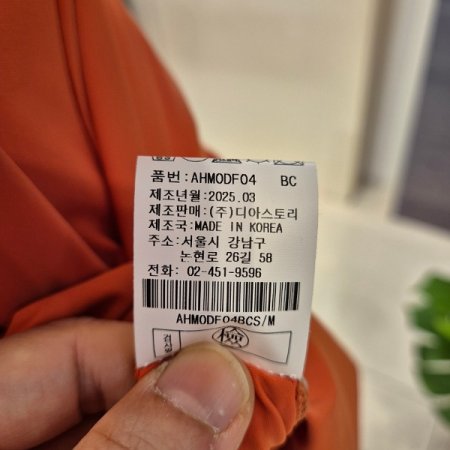 품번:AHMODF04 BC
제조년월:2025.03
제조판매:(주)디아스토리
제조국:MADE IN KOREA
주소:서울시 강남구
논현로 26길 58
전화: 02-451-9596
AHMODF04BCS/M